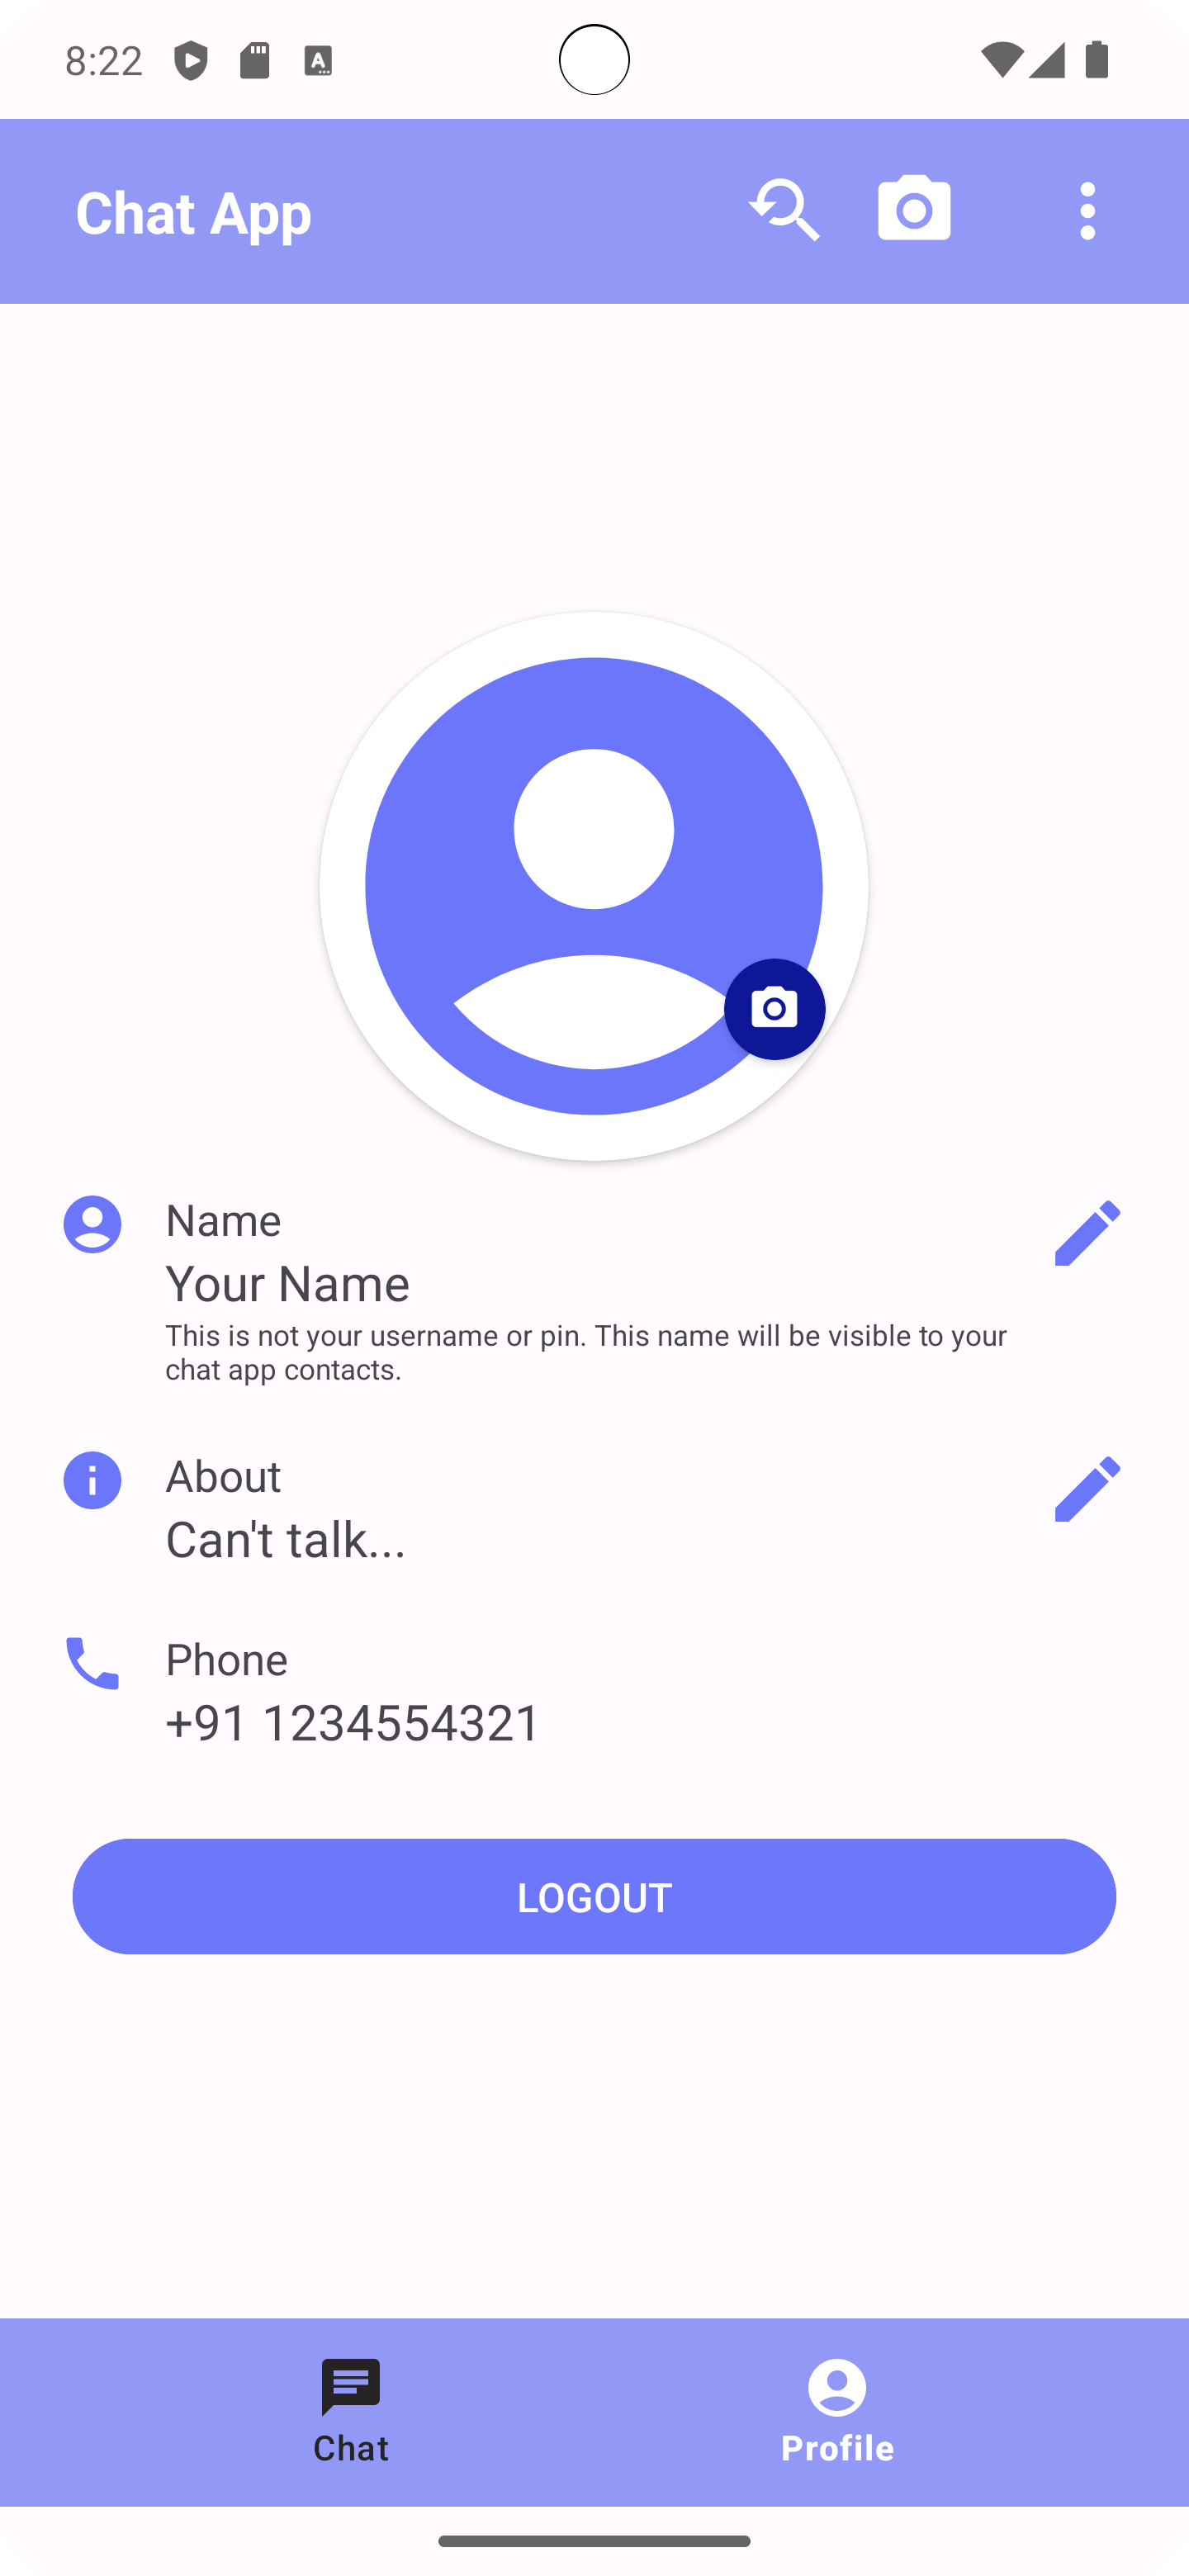 8:22
Chat App
Name
Your Name
This is not your username or pin. This name will be visible to your
chat app contacts.
About
Can't talk...
Phone
+91 1234554321
LOGOUT
Chat
Profile